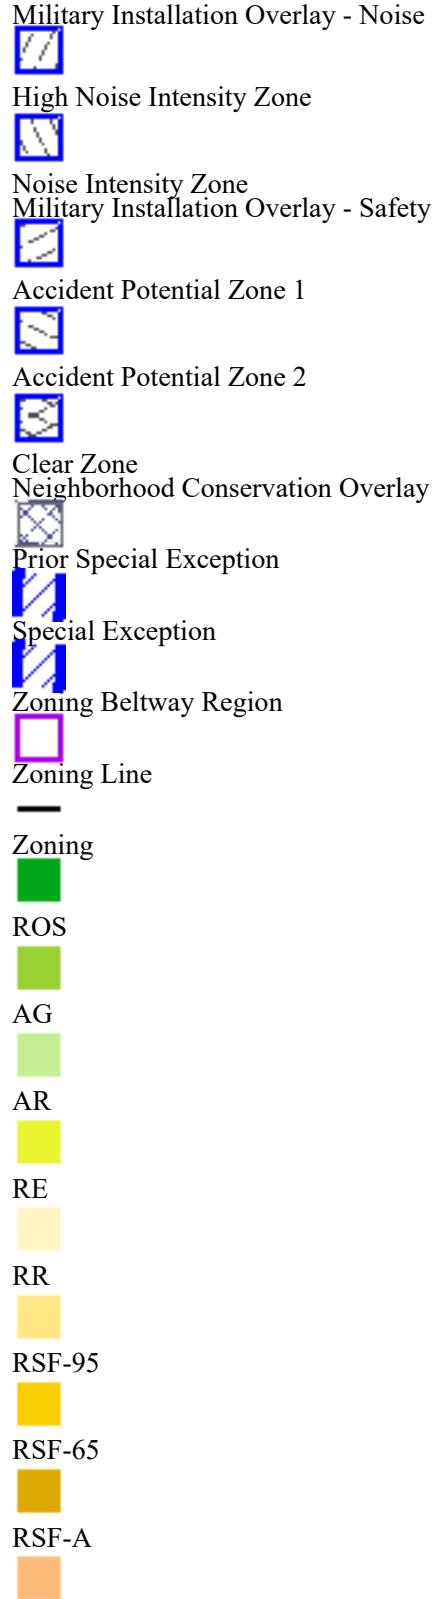 Military Installation Overlay - Noise
High Noise Intensity Zone
Noise Intensity Zone
Military Installation Overlay - Safety
Accident Potential Zone 1
Accident Potential Zone 2
Clear Zone
Neighborhood Conservation Overlay
Prior Special Exception
Special Exception
Zoning Beltway Region
Zoning Line
Zoning
ROS
AG
AR
RE
RR
RSF-95
RSF-65
RSF-A